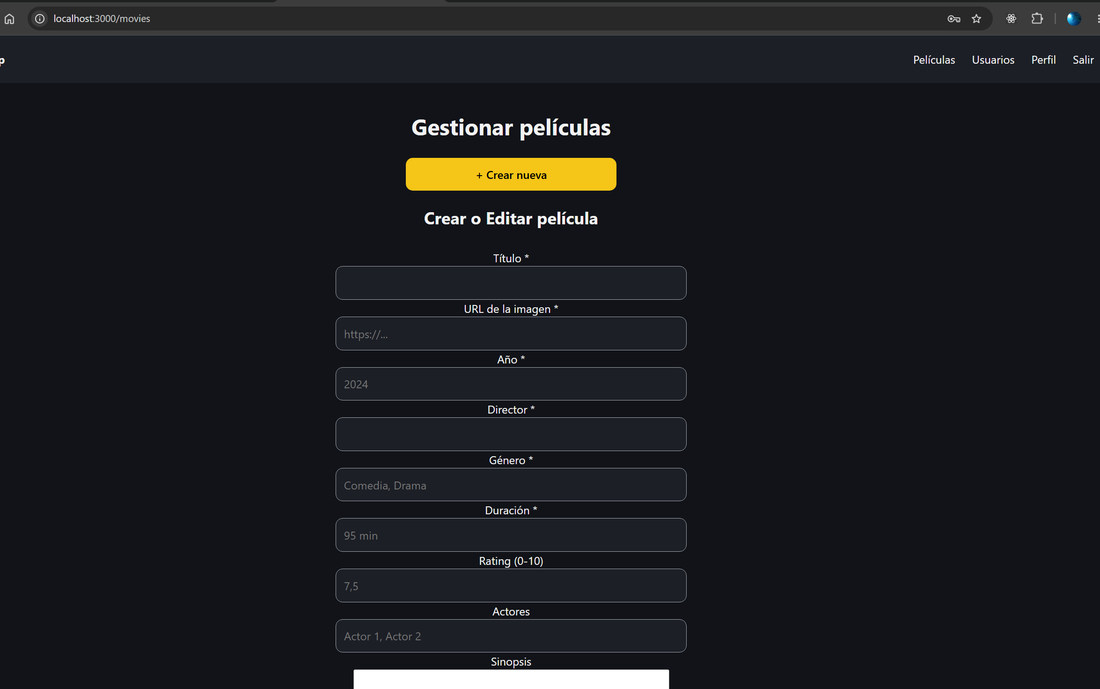 localhost:3000/movies
p
Películas Usuarios Perfil Salir
Gestionar películas
+ Crear nueva
Crear o Editar película
Título *
URL de la imagen *
https://...
Año *
2024
Director *
Género *
Comedia, Drama
Duración *
95 min
Rating (0-10)
7,5
Actores
Actor 1, Actor 2
Sinopsis